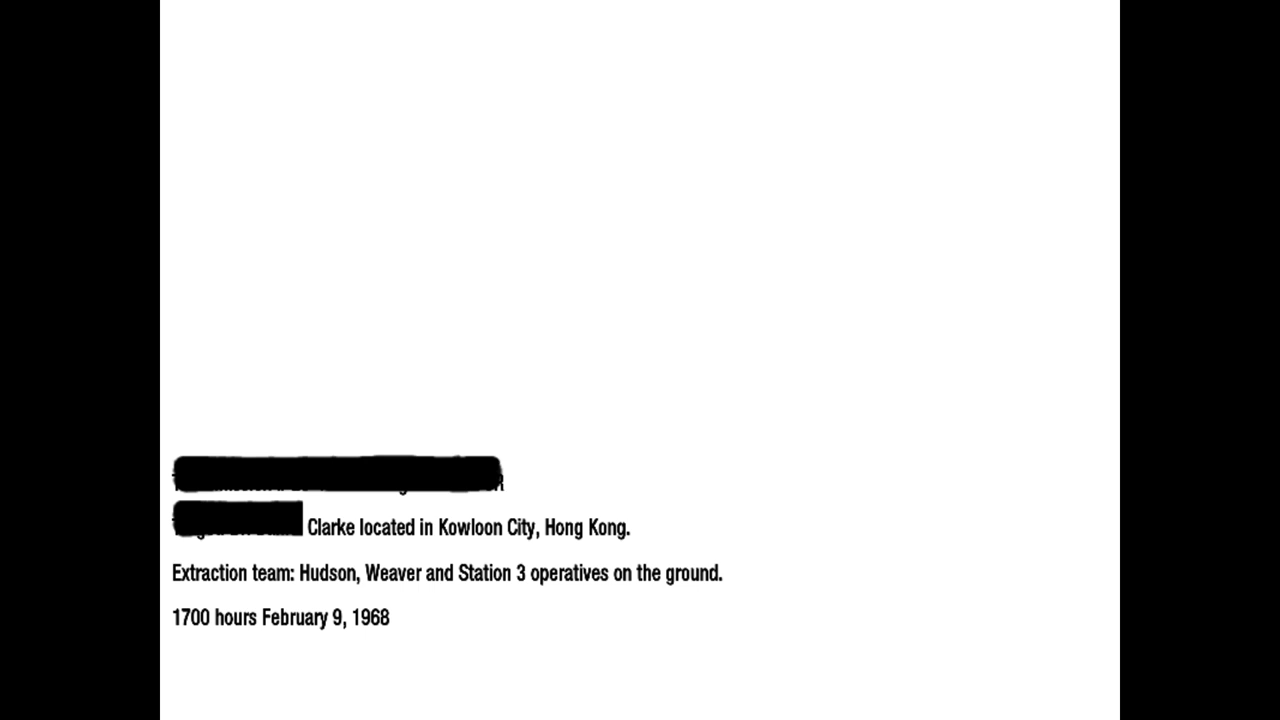 Clarke located in Kowloon City, Hong Kong.
Extraction team: Hudson, Weaver and Station 3 operatives on the ground.
1700 hours February 9, 1968